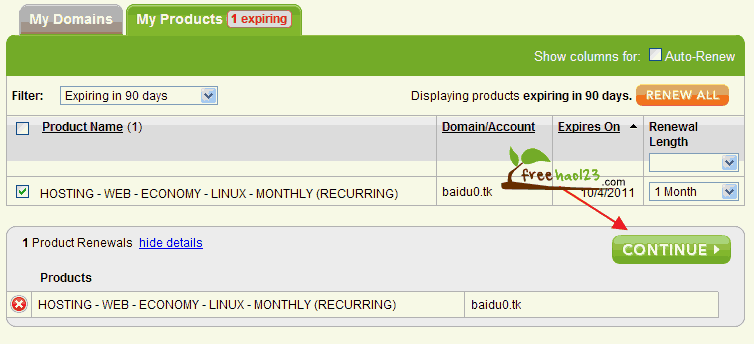 My Domains
My Products 1 expiring
Show columns for: Auto-Renew
Filter: Expiring in 90 days Displaying products expiring in 90 days. RENEW ALL
Product Name (1) Domain/Account Expires On Renewal Length
HOSTING - WEB - ECONOMY - LINUX - MONTHLY (RECURRING) baidu0.tk 10/4/2011 1 Month
freehao123.com
1 Product Renewals hide details CONTINUE
Products
HOSTING - WEB - ECONOMY - LINUX - MONTHLY (RECURRING) baidu0.tk